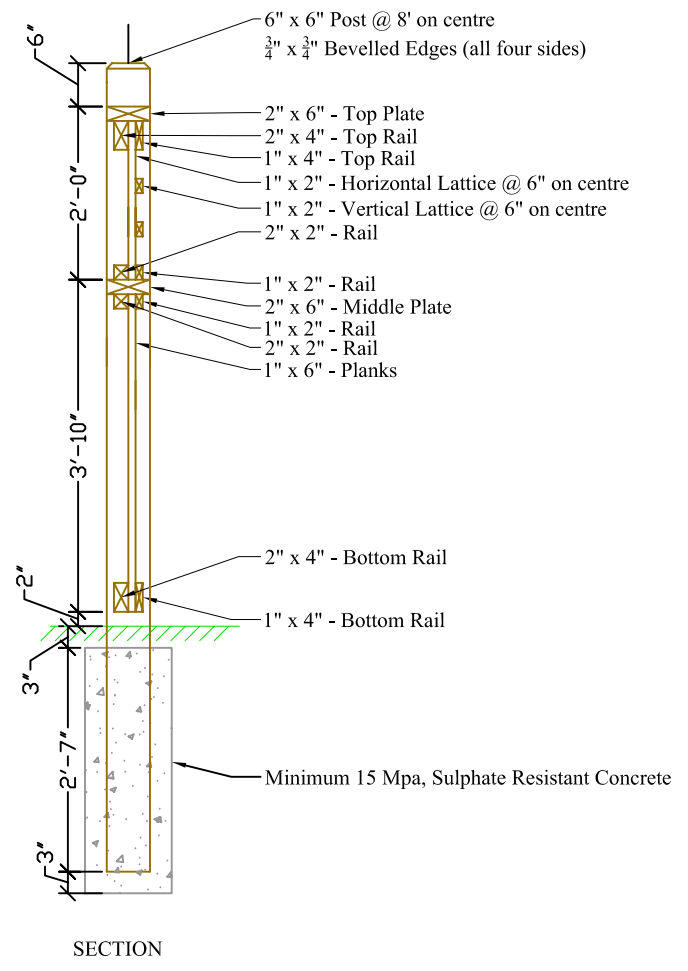 6" x 6" Post @ 8' on centre
3/4" x 3/4" Bevelled Edges (all four sides)
6"
2" x 6" - Top Plate
2" x 4" - Top Rail
1" x 4" - Top Rail
1" x 2" - Horizontal Lattice @ 6" on centre
2'-0"
1" x 2" - Vertical Lattice @ 6" on centre
2" x 2" - Rail
1" x 2" - Rail
2" x 6" - Middle Plate
1" x 2" - Rail
2" x 2" - Rail
1" x 6" - Planks
3'-10"
2" x 4" - Bottom Rail
2"
1" x 4" - Bottom Rail
3"
2'-7"
Minimum 15 Mpa, Sulphate Resistant Concrete
3"
SECTION